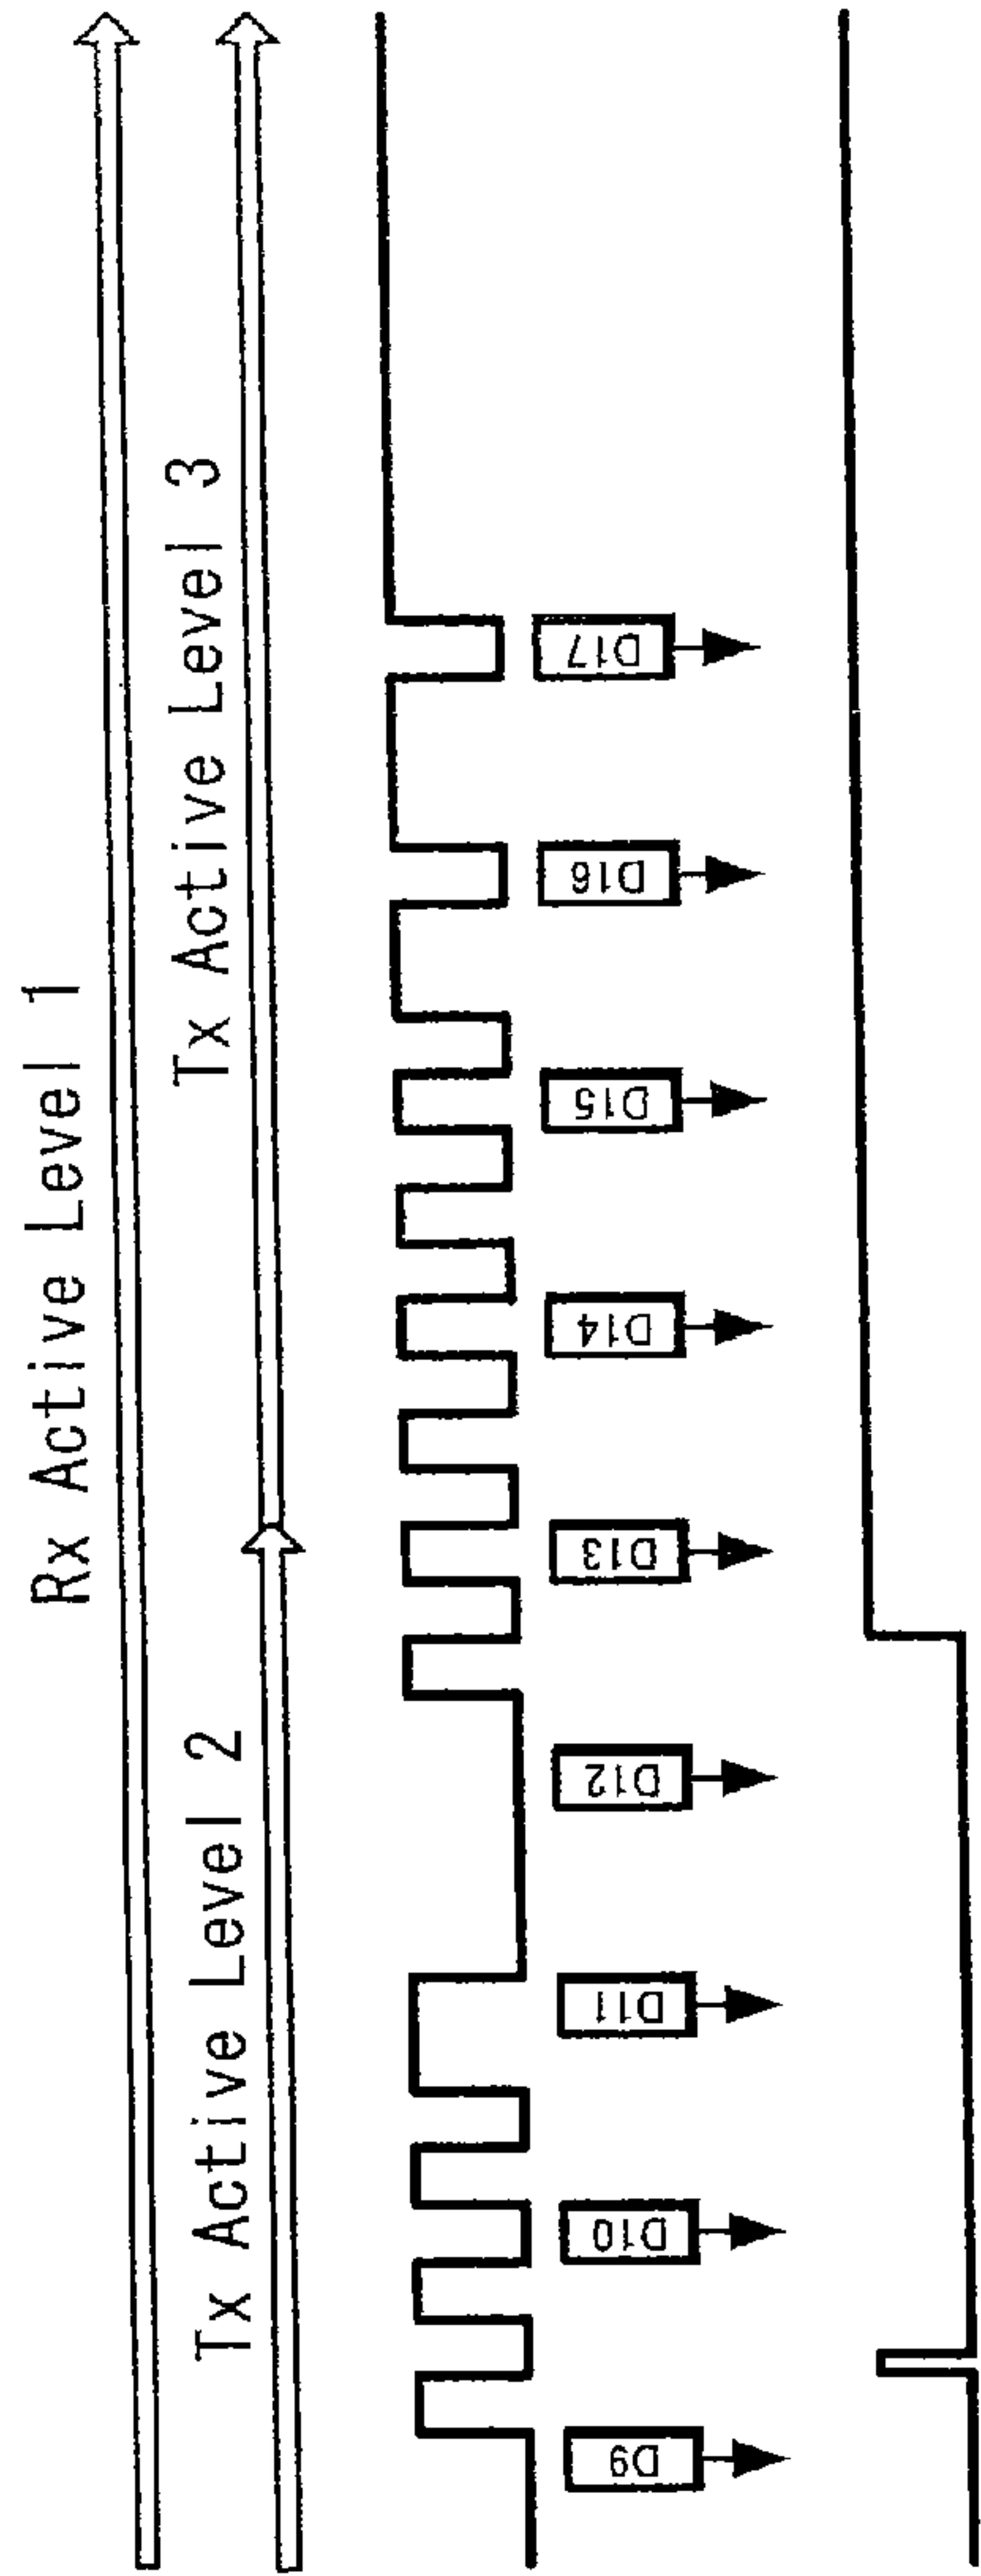 Rx Active Level 1
Tx Active Level 2
Tx Active Level 3
D9
D10
D11
D12
D13
D14
D15
D16
D17